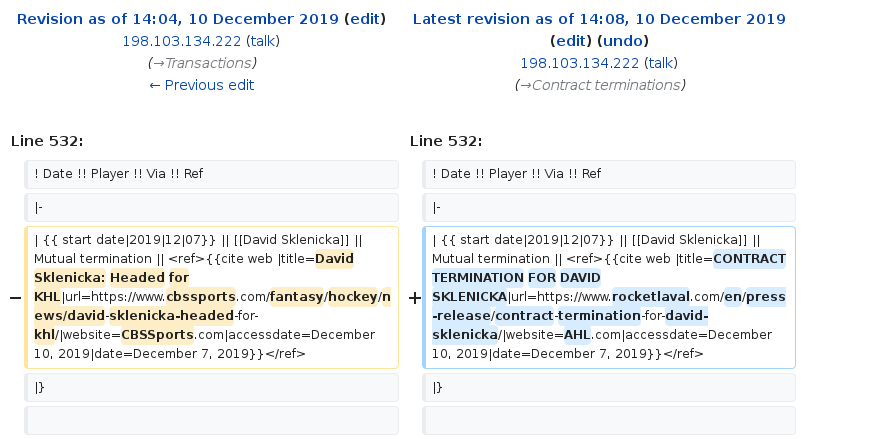 Revision as of 14:04, 10 December 2019 (edit)
198.103.134.222 (talk)
(→Transactions)
← Previous edit
Latest revision as of 14:08, 10 December 2019
(edit) (undo)
198.103.134.222 (talk)
(→Contract terminations)
Line 532:
Line 532:
! Date !! Player !! Via !! Ref
! Date !! Player !! Via !! Ref
|-
|-
−
| {{ start date|2019|12|07}} || [[David Sklenicka]] ||
Mutual termination || <ref>{{cite web |title=David
Sklenicka: Headed for
KHL|url=https://www.cbssports.com/fantasy/hockey/n
ews/david-sklenicka-headed-for-
khl/|website=CBSSports.com|accessdate=December
10, 2019|date=December 7, 2019}}</ref>
+
| {{ start date|2019|12|07}} || [[David Sklenicka]] ||
Mutual termination || <ref>{{cite web |title=CONTRACT
TERMINATION FOR DAVID
SKLENICKA|url=https://www.rocketlaval.com/en/press
-release/contract-termination-for-david-
sklenicka/|website=AHL.com|accessdate=December
10, 2019|date=December 7, 2019}}</ref>
|}
|}